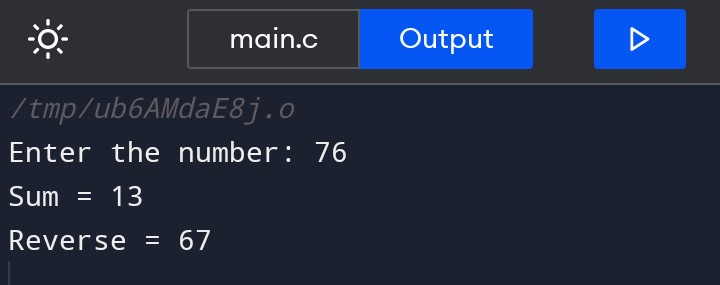 main.c Output
/tmp/ub6AMdaE8j.o
Enter the number: 76
Sum = 13
Reverse = 67